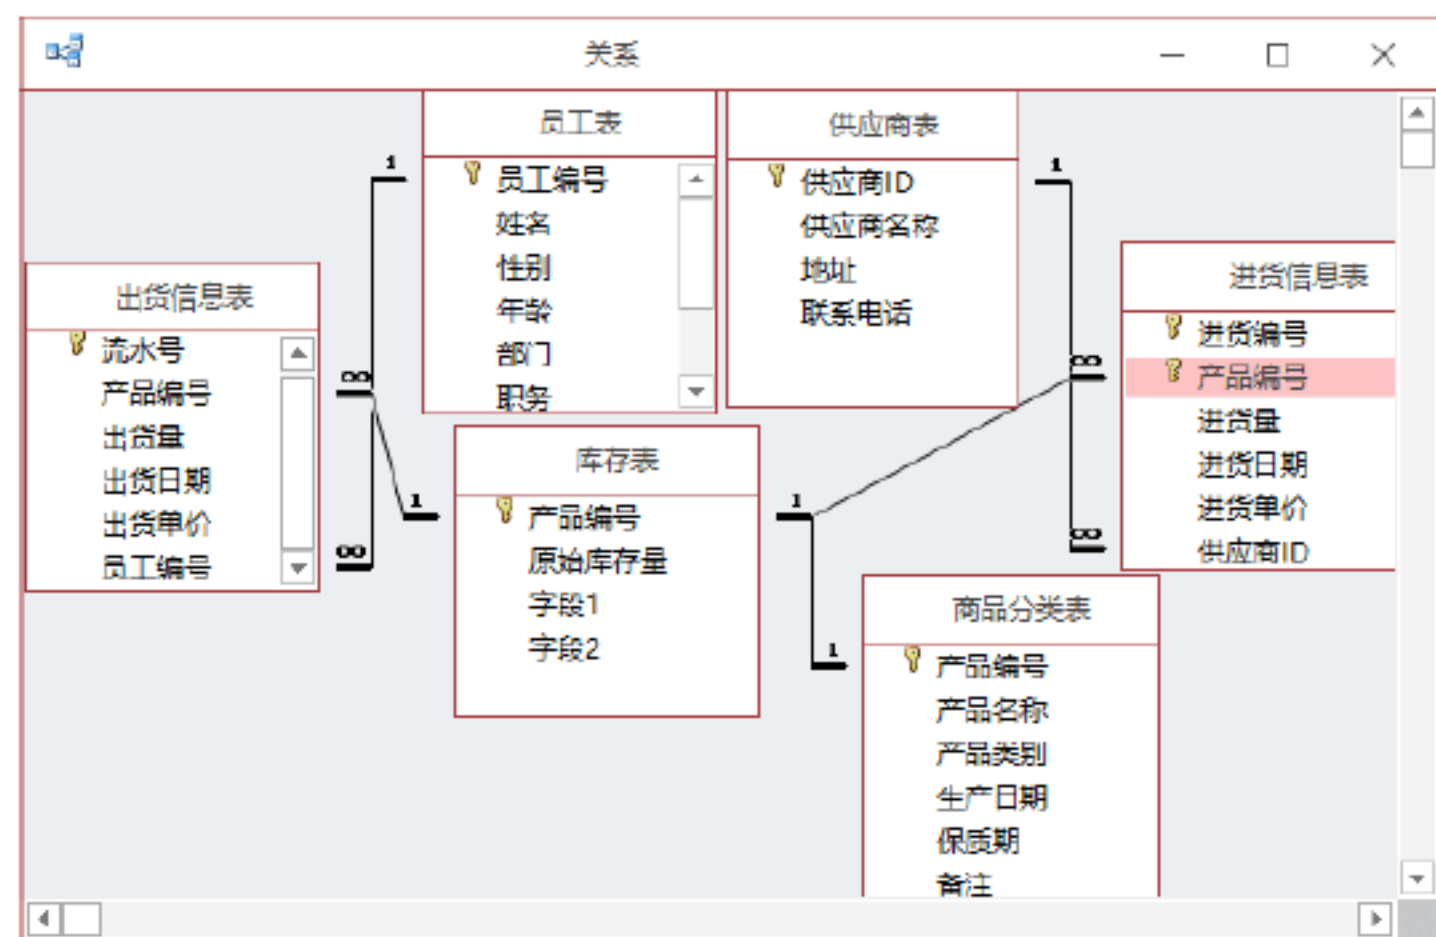 关系
员工表
员工编号
姓名
性别
年龄
部门
职务
供应商表
供应商ID
供应商名称
地址
联系电话
出货信息表
流水号
产品编号
出货量
出货日期
出货单价
员工编号
进货信息表
进货编号
产品编号
进货量
进货日期
进货单价
供应商ID
库存表
产品编号
原始库存量
字段1
字段2
商品分类表
产品编号
产品名称
产品类别
生产日期
保质期
备注
1
∞
1
∞
1
∞
1
∞
1
1